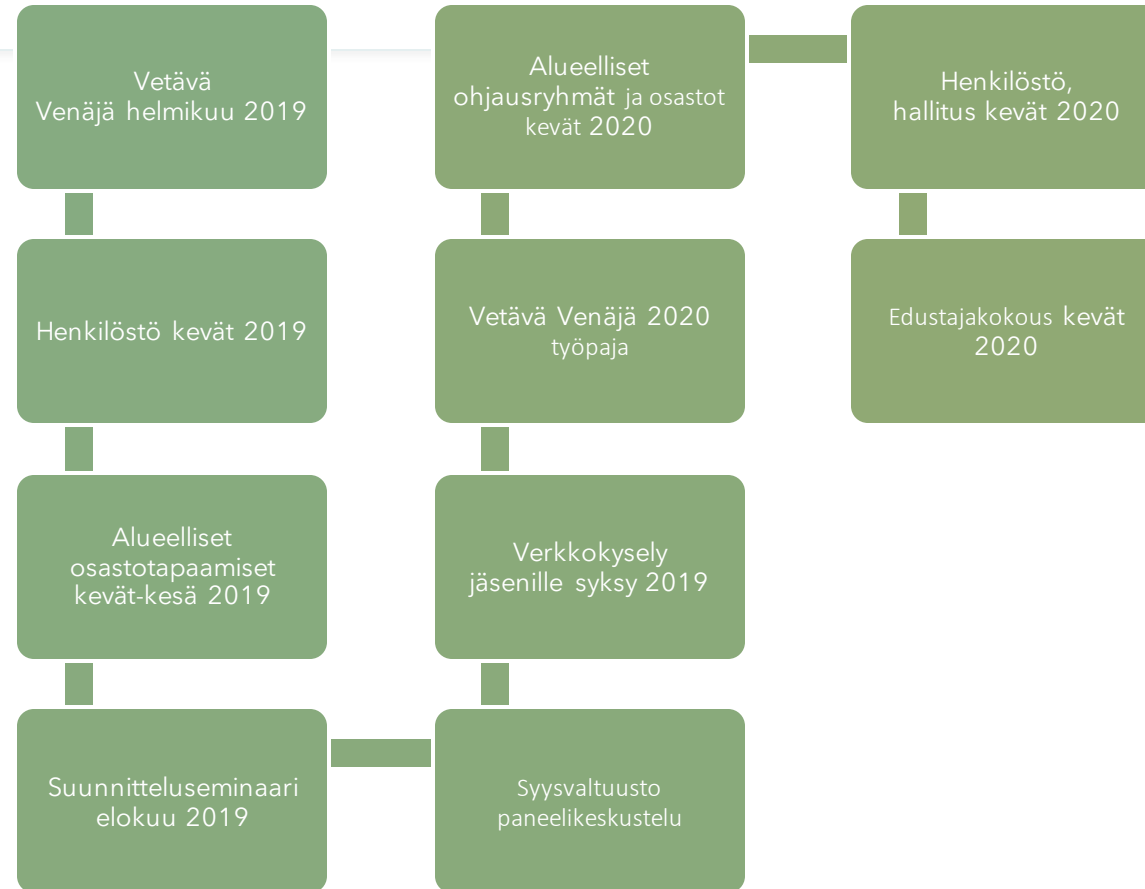 Vetävä
Venäjä helmikuu 2019
Henkilöstö kevät 2019
Alueelliset
osastotapaamiset
kevät-kesä 2019
Suunnitteluseminaari
elokuu 2019
Syysvaltuusto
paneelikeskustelu
Verkkokysely
jäsenille syksy 2019
Vetävä Venäjä 2020
työpaja
Alueelliset
ohjausryhmät ja osastot
kevät 2020
Henkilöstö,
hallitus kevät 2020
Edustajakokous kevät
2020